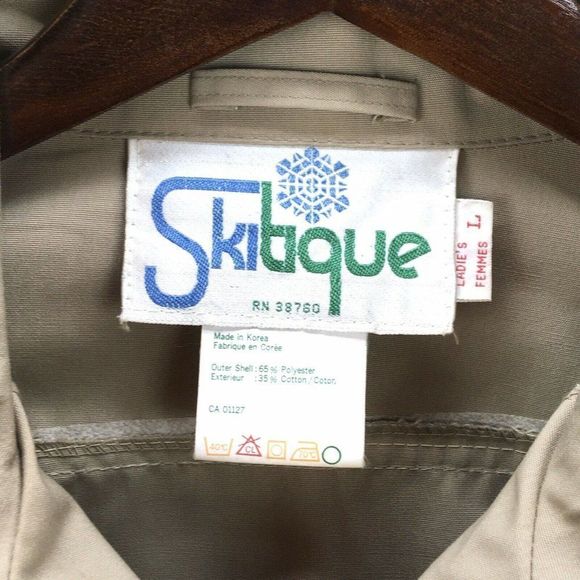 Skitique
RN 38760
LADIE'S L
FEMMES
Made in Korea
Fabrique en Corée
Outer Shell: 65% Polyester
Exterieur : 35% Cotton/Coton.
CA 01127
40°C CL 70°C